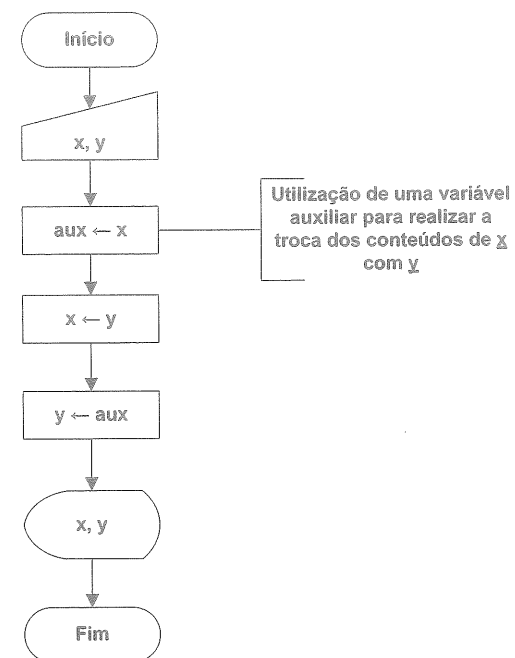 Início
x, y
aux ← x
Utilização de uma variável
auxiliar para realizar a
troca dos conteúdos de x
com y
x ← y
y ← aux
x, y
Fim